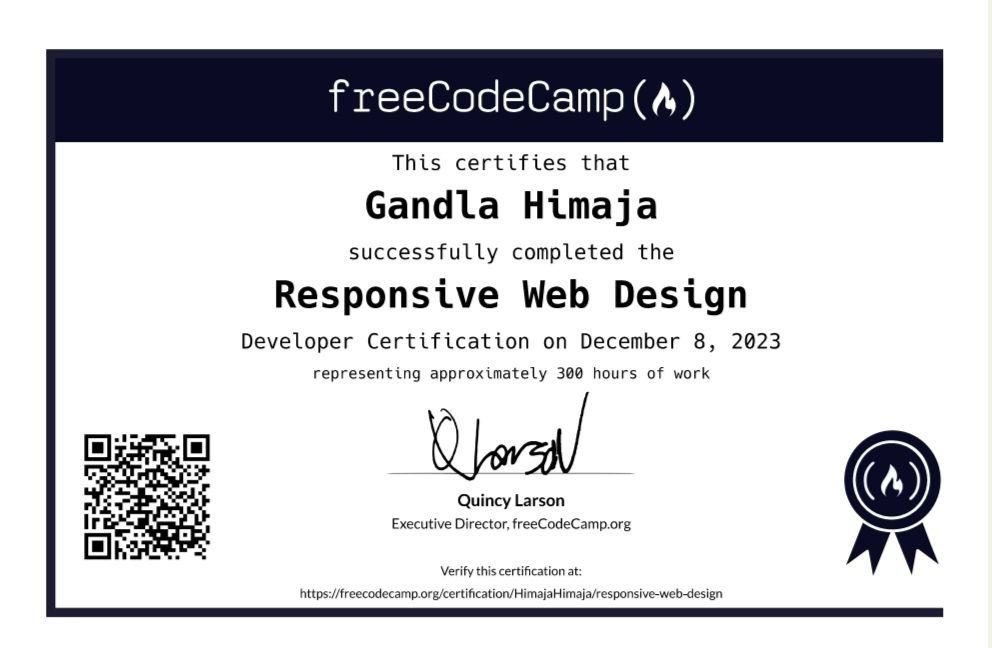 freeCodeCamp(🔥)
This certifies that
Gandla Himaja
successfully completed the
Responsive Web Design
Developer Certification on December 8, 2023
representing approximately 300 hours of work
Q Larson
Quincy Larson
Executive Director, freeCodeCamp.org
Verify this certification at:
https://freecodecamp.org/certification/HimajaHimaja/responsive-web-design